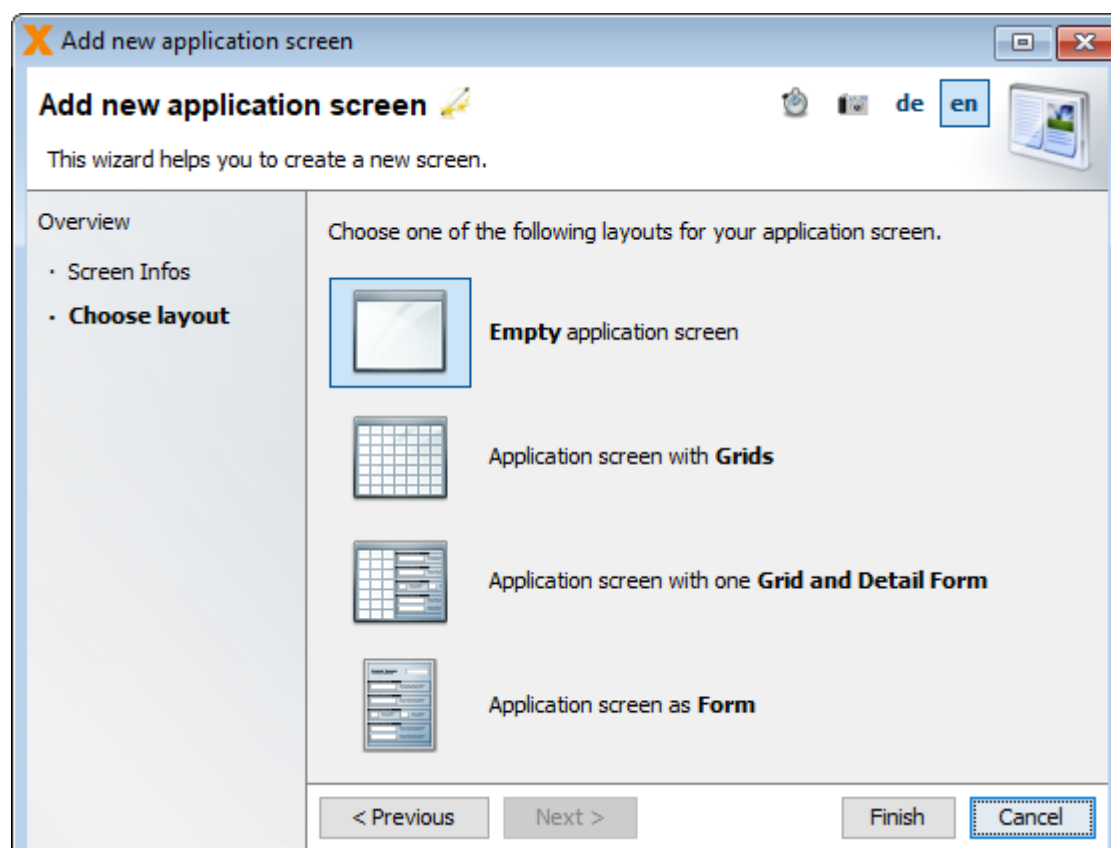 Add new application screen
Add new application screen
de en
This wizard helps you to create a new screen.
Overview
· Screen Infos
· Choose layout
Choose one of the following layouts for your application screen.
Empty application screen
Application screen with Grids
Application screen with one Grid and Detail Form
Application screen as Form
< Previous
Next >
Finish
Cancel